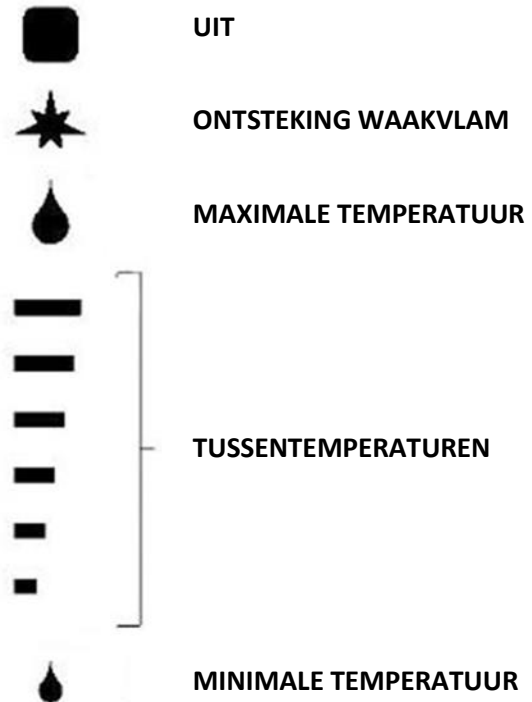 UIT
ONTSTEKING WAAKVLAM
MAXIMALE TEMPERATUUR
TUSSENTEMPERATUREN
MINIMALE TEMPERATUUR